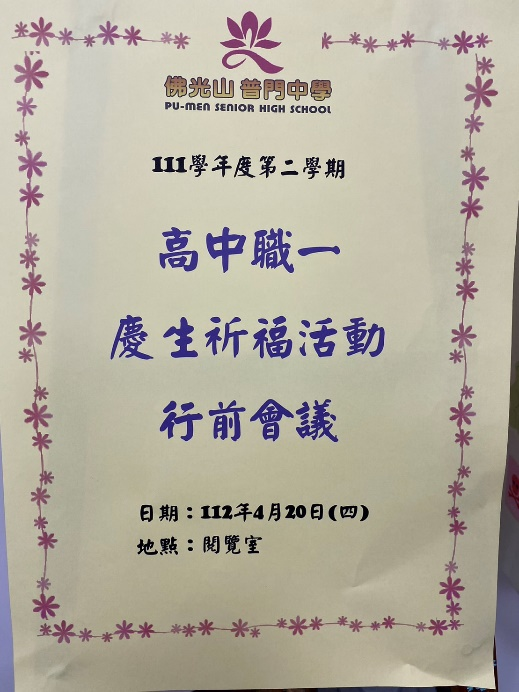 佛光山 普門中學
PU-MEN SENIOR HIGH SCHOOL
111學年度第二學期
高中職一
慶生祈福活動
行前會議
日期：112年4月20日(四)
地點：閱覽室